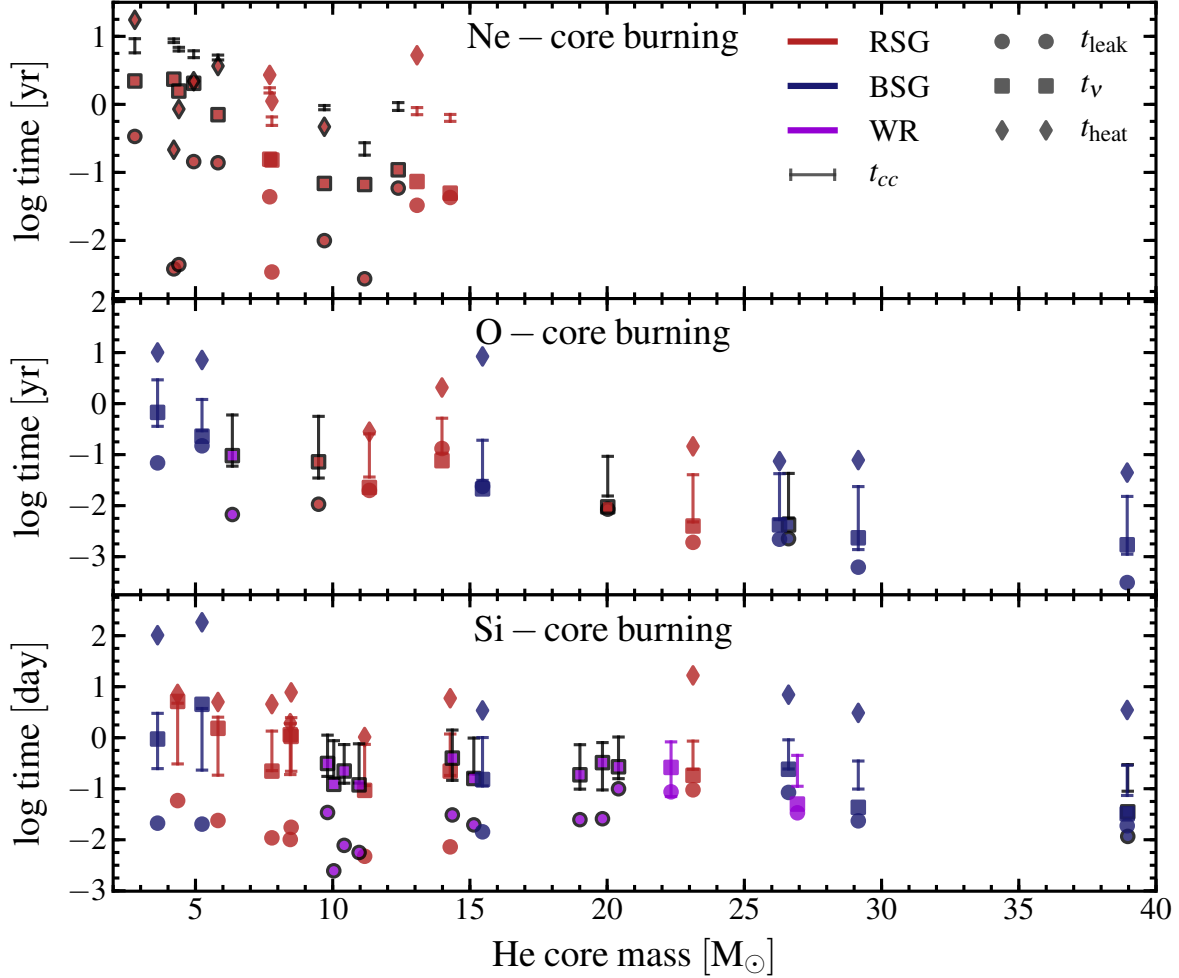 Ne − core burning
RSG
BSG
WR
t_cc
t_leak
t_ν
t_heat
log time [yr]
1
0
−1
−2
O − core burning
log time [yr]
2
1
0
−1
−2
−3
Si − core burning
log time [day]
2
1
0
−1
−2
−3
5 10 15 20 25 30 35 40
He core mass [M☉]